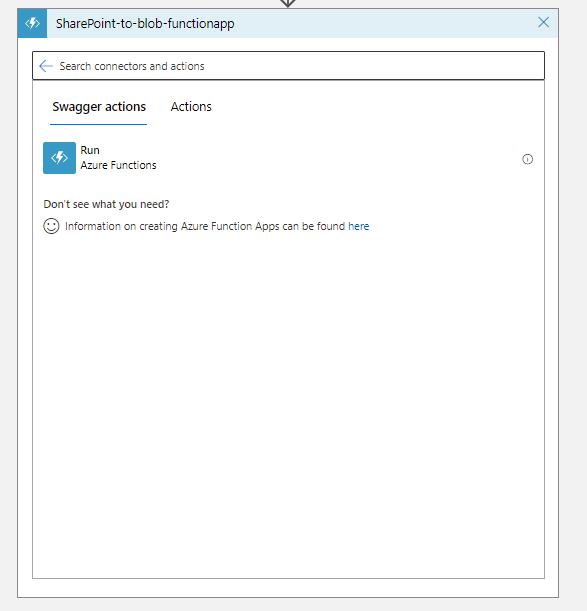 SharePoint-to-blob-functionapp
Search connectors and actions
Swagger actions Actions
Run
Azure Functions
Don't see what you need?
Information on creating Azure Function Apps can be found here